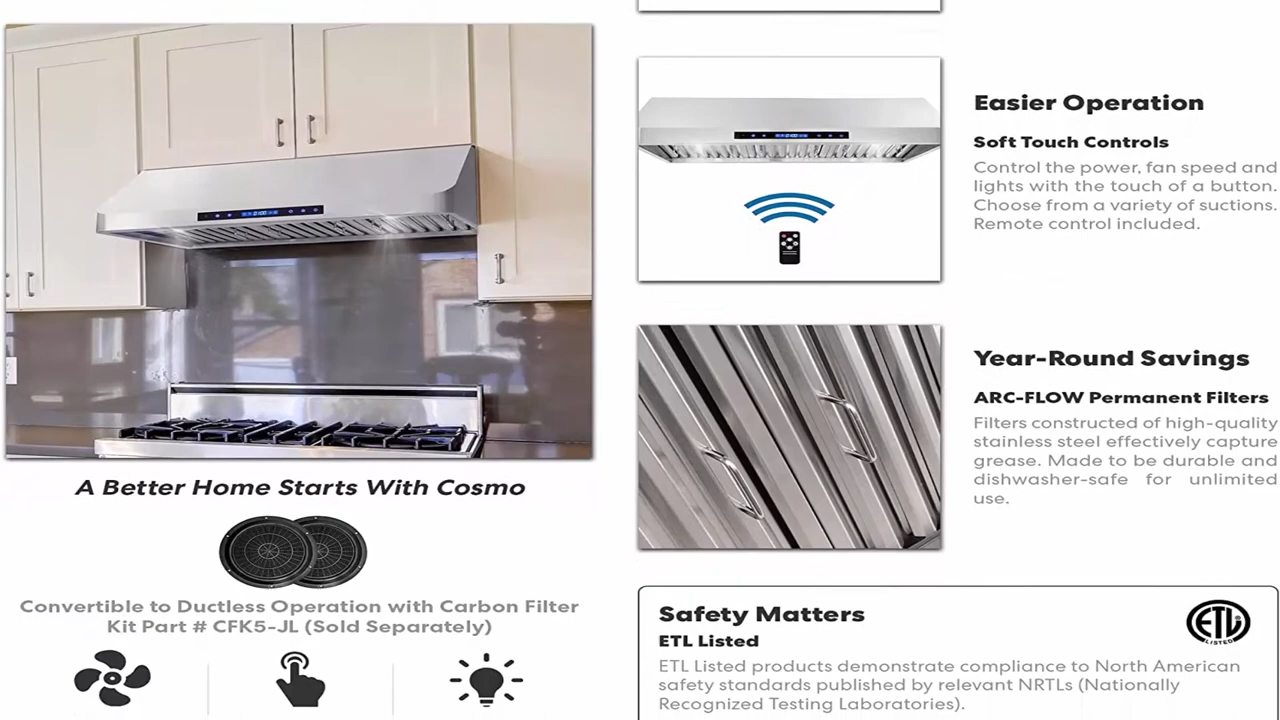 A Better Home Starts With Cosmo
Convertible to Ductless Operation with Carbon Filter
Kit Part # CFK5-JL (Sold Separately)
Easier Operation
Soft Touch Controls
Control the power, fan speed and
lights with the touch of a button.
Choose from a variety of suctions.
Remote control included.
Year-Round Savings
ARC-FLOW Permanent Filters
Filters constructed of high-quality
stainless steel effectively capture
grease. Made to be durable and
dishwasher-safe for unlimited
use.
Safety Matters
ETL Listed
ETL
LISTED
ETL Listed products demonstrate compliance to North American
safety standards published by relevant NRTLs (Nationally
Recognized Testing Laboratories).